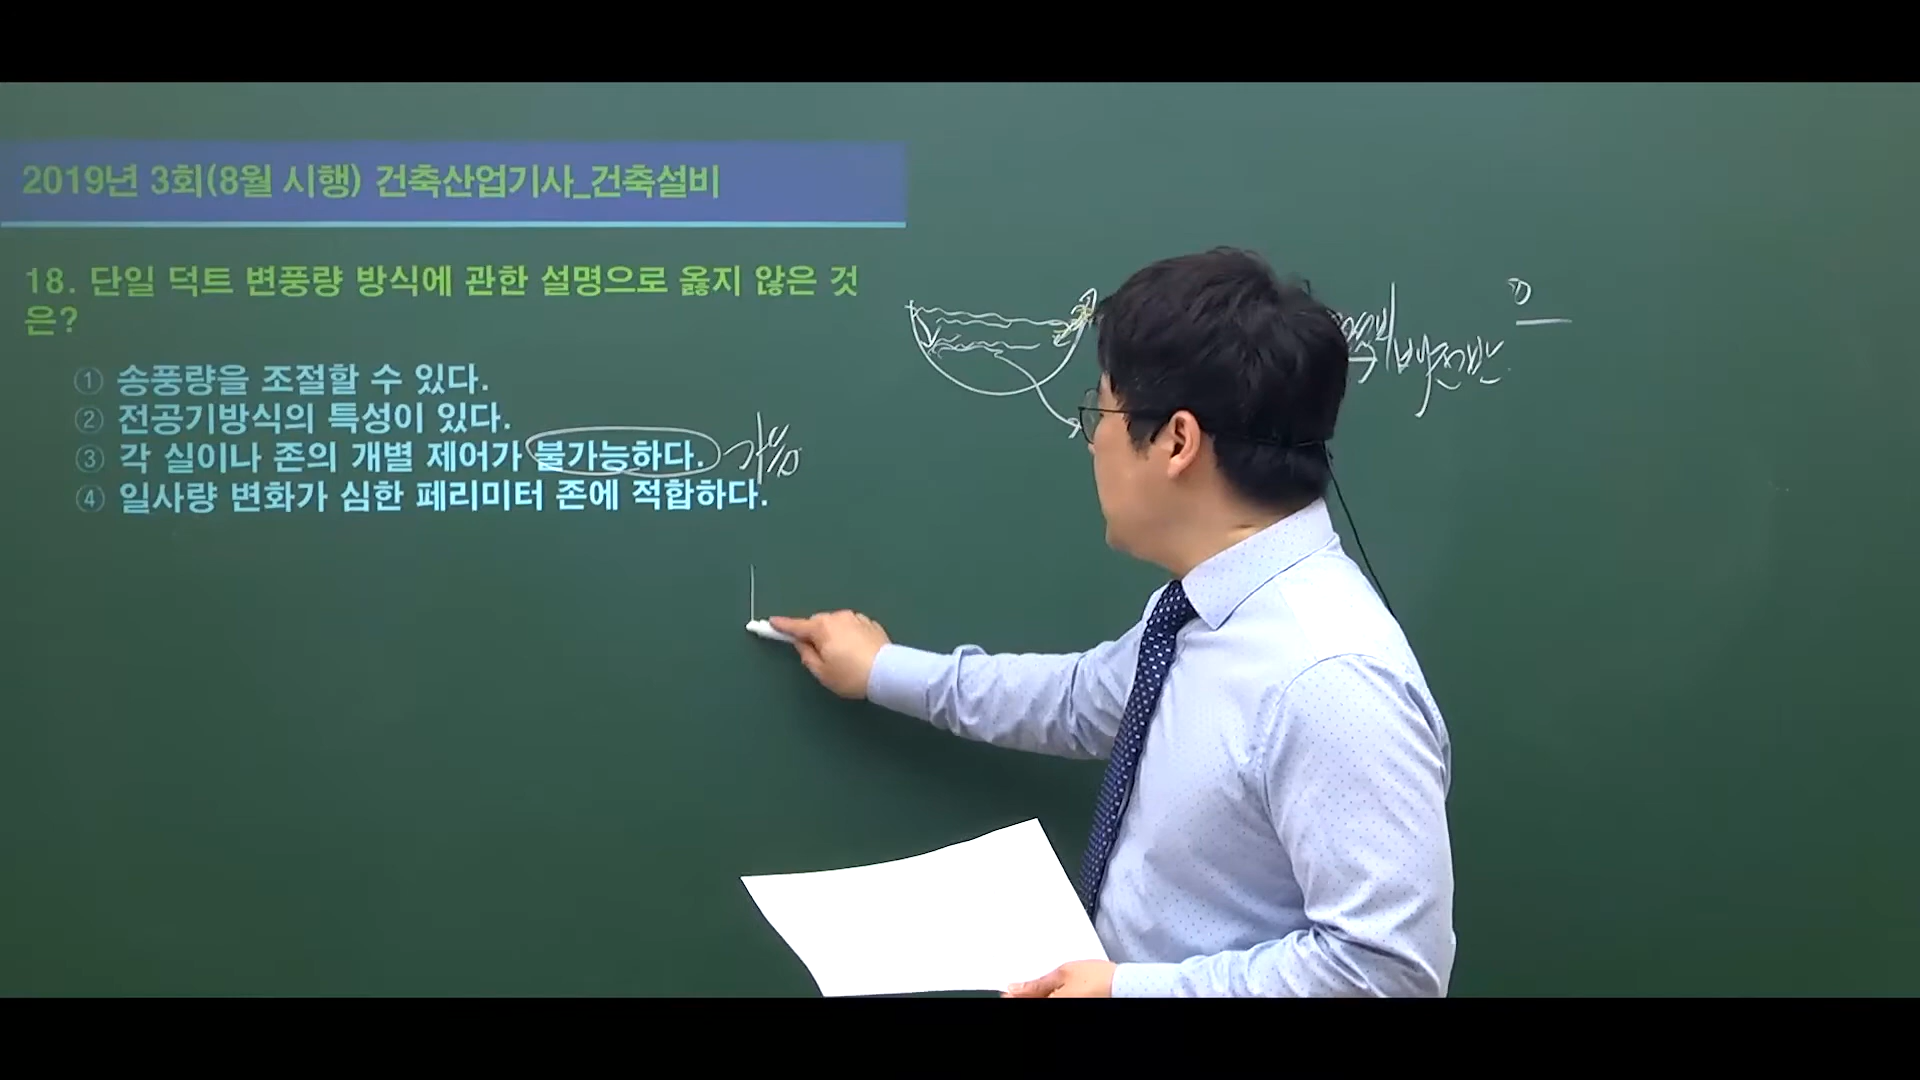 2019년 3회(8월 시행) 건축산업기사_건축설비
18. 단일 덕트 변풍량 방식에 관한 설명으로 옳지 않은 것
은?
① 송풍량을 조절할 수 있다.
② 전공기방식의 특성이 있다.
③ 각 실이나 존의 개별 제어가 불가능하다. 가능
④ 일사량 변화가 심한 페리미터 존에 적합하다.